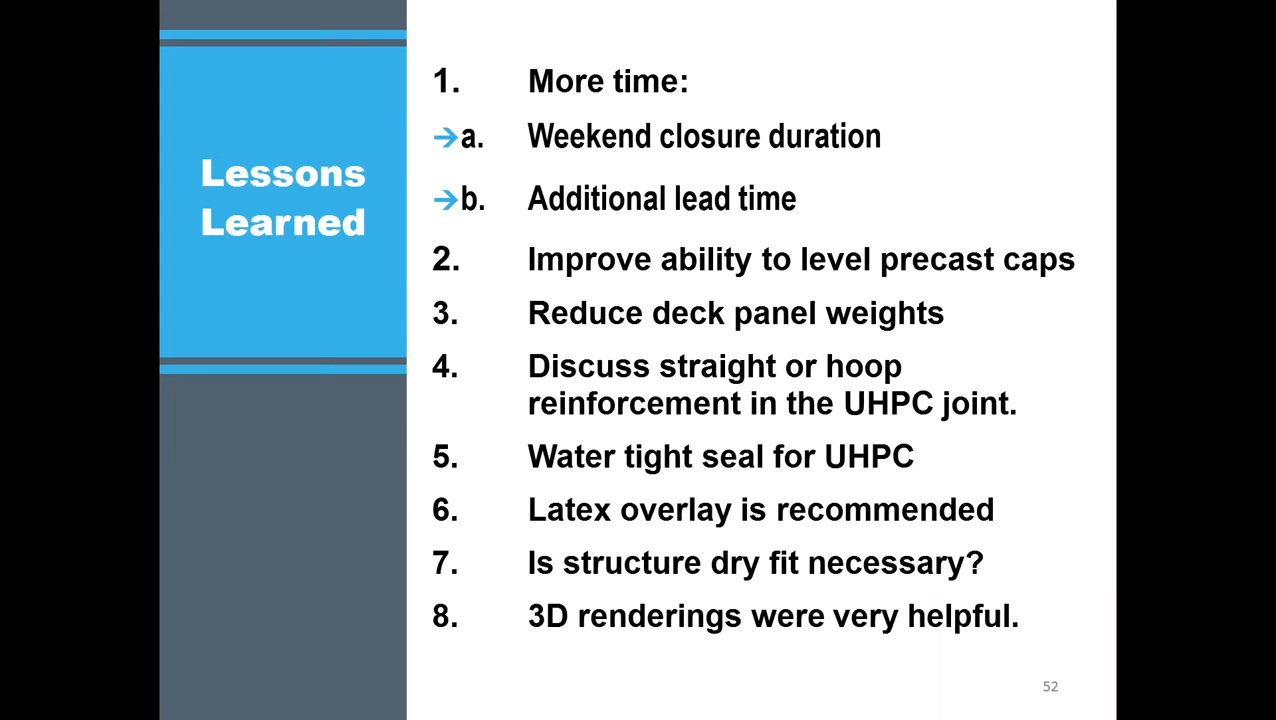 Lessons
Learned
1. More time:
→a. Weekend closure duration
→b. Additional lead time
2. Improve ability to level precast caps
3. Reduce deck panel weights
4. Discuss straight or hoop
reinforcement in the UHPC joint.
5. Water tight seal for UHPC
6. Latex overlay is recommended
7. Is structure dry fit necessary?
8. 3D renderings were very helpful.
52